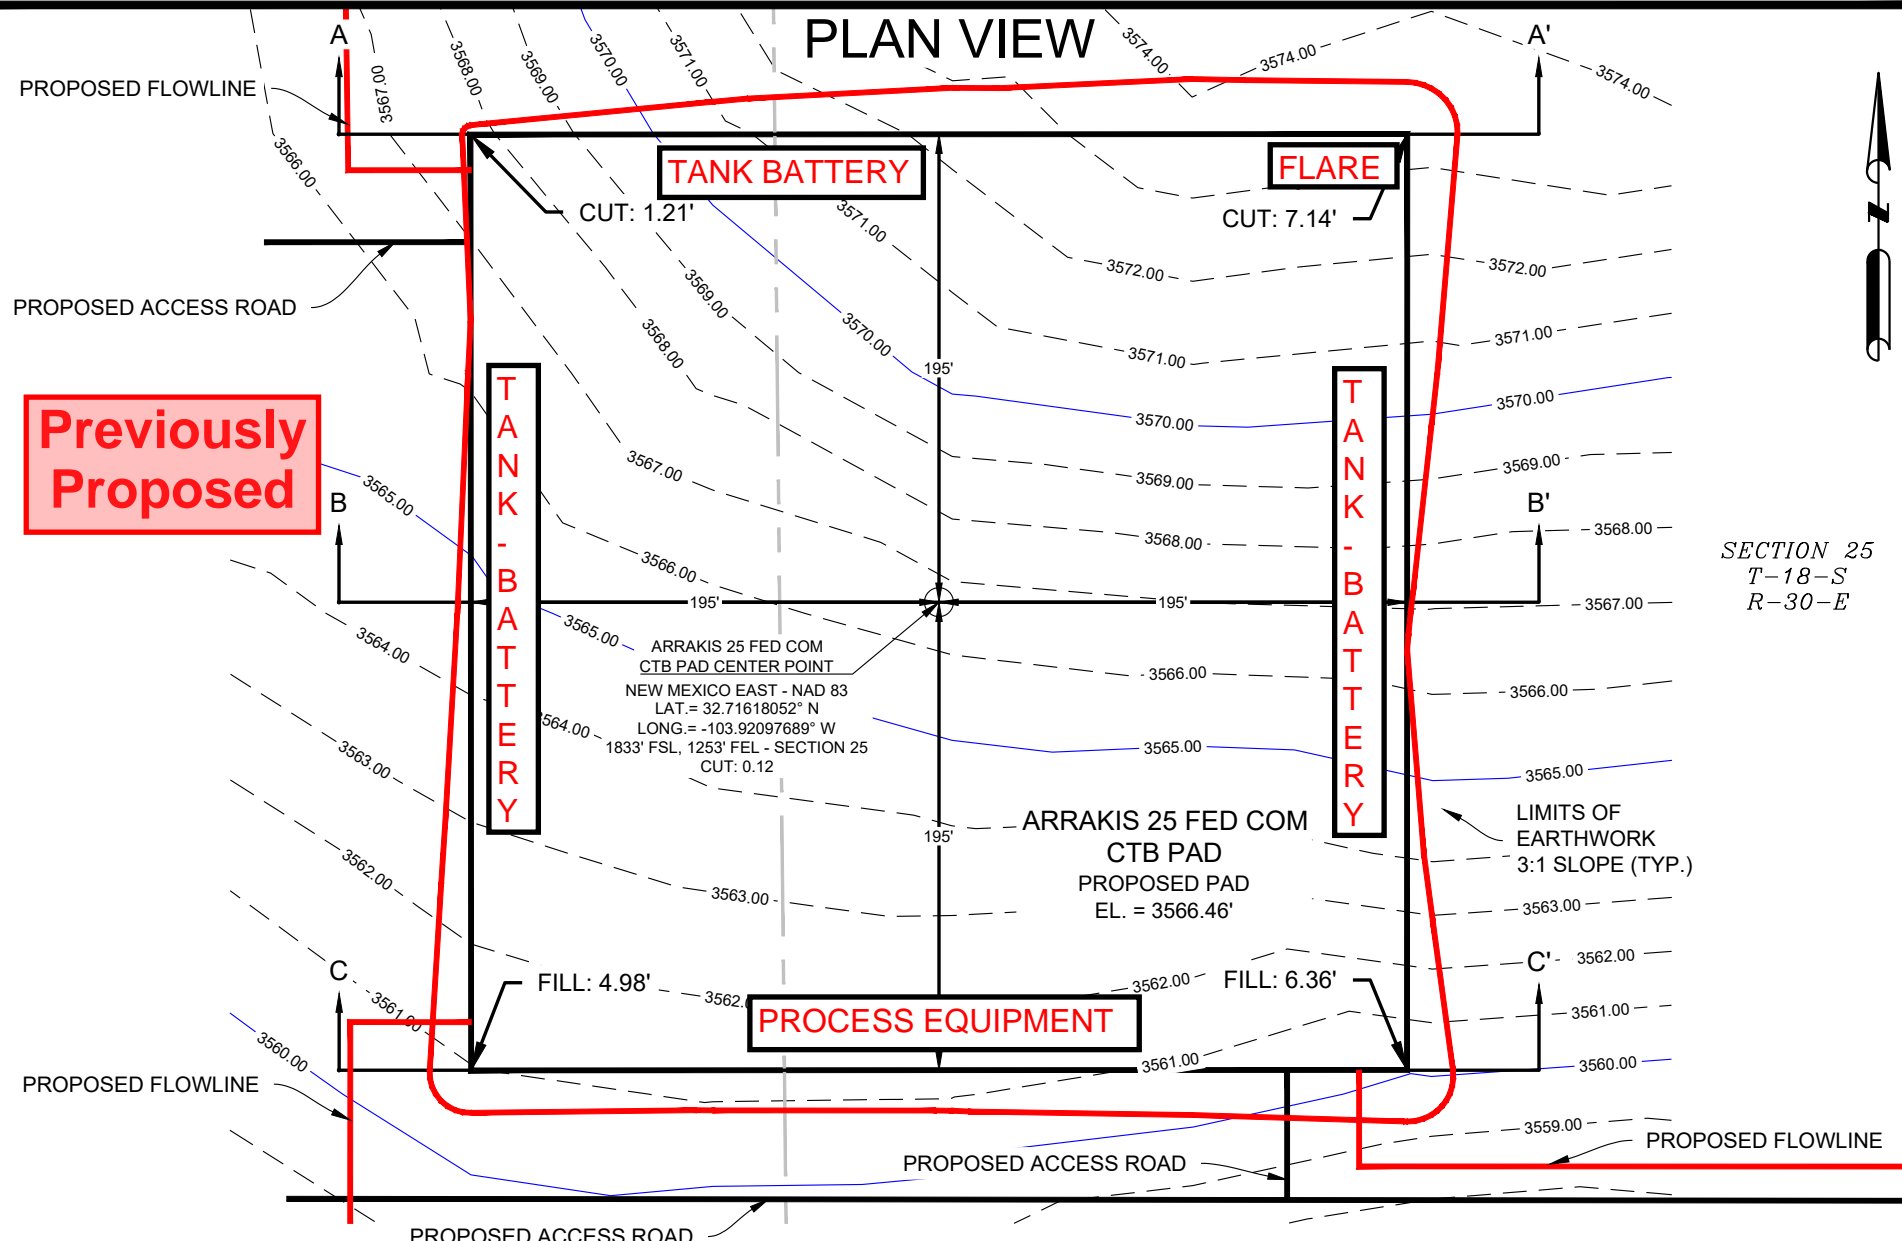 PLAN VIEW
A
A'
PROPOSED FLOWLINE
3567.00
3568.00
3569.00
3570.00
3571.00
3574.00
3574.00
3574.00
3566.00
TANK BATTERY
FLARE
CUT: 1.21'
CUT: 7.14'
3571.00
3572.00
3572.00
PROPOSED ACCESS ROAD
3569.00
3568.00
3570.00
195'
3571.00
3571.00
Previously
Proposed
TANK-BATTERY
TANK-BATTERY
3570.00
3570.00
3567.00
3569.00
3569.00
3565.00
B
B'
3568.00
3568.00
SECTION 25
T-18-S
R-30-E
3566.00
195'
195'
3567.00
3565.00
3564.00
ARRAKIS 25 FED COM
CTB PAD CENTER POINT
NEW MEXICO EAST - NAD 83
LAT.= 32.71618052° N
LONG.= -103.92097689° W
1833' FSL, 1253' FEL - SECTION 25
CUT: 0.12
3566.00
3566.00
3564.00
3563.00
3565.00
3565.00
195'
ARRAKIS 25 FED COM
CTB PAD
PROPOSED PAD
EL. = 3566.46'
LIMITS OF
EARTHWORK
3:1 SLOPE (TYP.)
3562.00
3563.00
3563.00
C
C'
3562.00
FILL: 4.98'
FILL: 6.36'
3561.00
3562.0
3562.00
PROCESS EQUIPMENT
3561.00
3560.00
3561.00
3560.00
PROPOSED FLOWLINE
3559.00
PROPOSED FLOWLINE
PROPOSED ACCESS ROAD
PROPOSED ACCESS ROAD